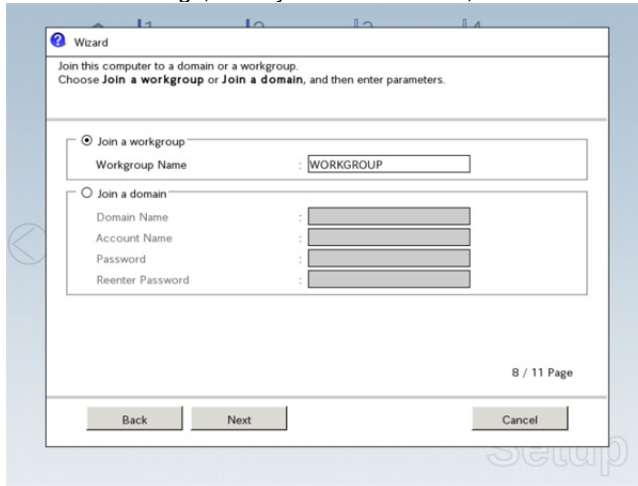 Wizard
Join this computer to a domain or a workgroup.
Choose Join a workgroup or Join a domain, and then enter parameters.
Join a workgroup
Workgroup Name : WORKGROUP
Join a domain
Domain Name :
Account Name :
Password :
Reenter Password :
8 / 11 Page
Back Next Cancel
Setup